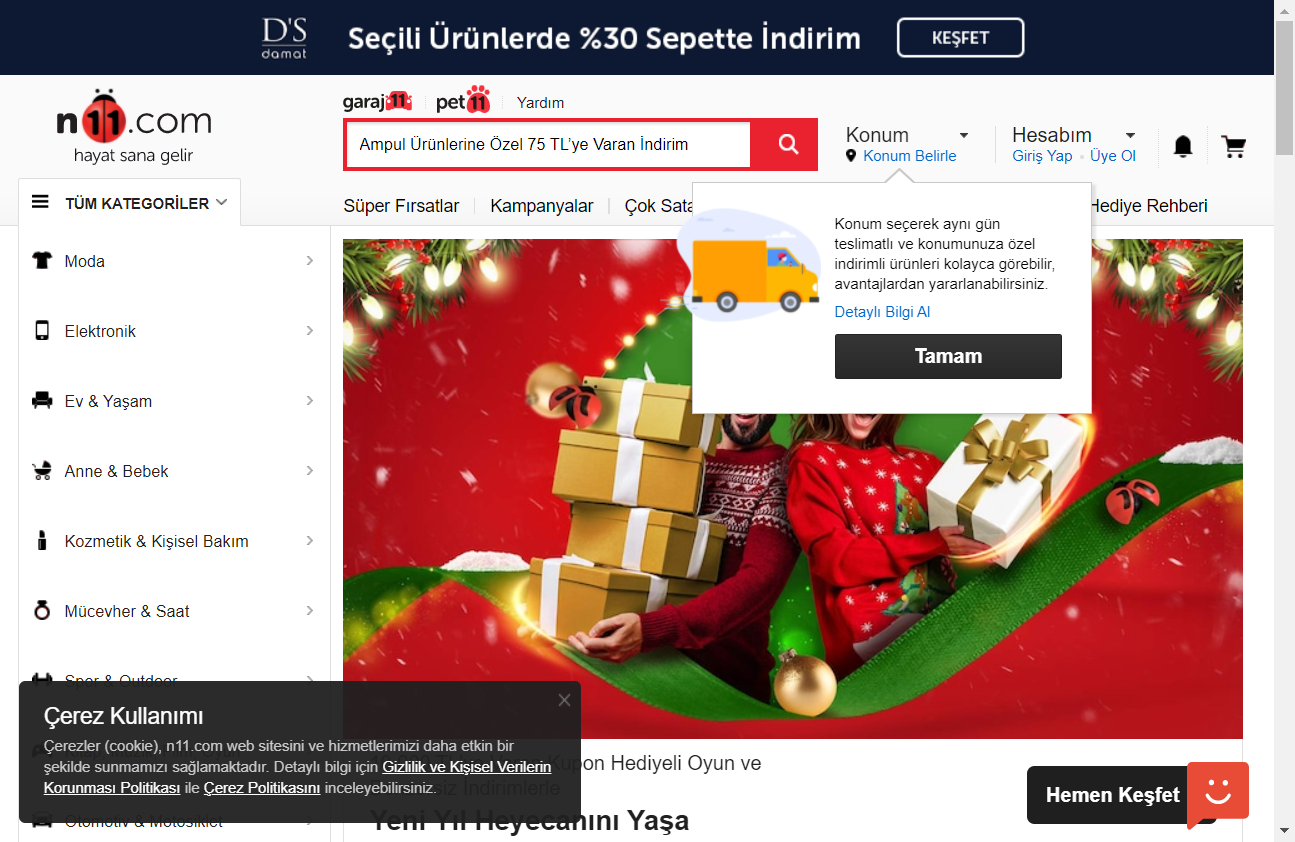 D'S
damat
Seçili Ürünlerde %30 Sepette İndirim
KEŞFET
n11.com
hayat sana gelir
garaj11
pet11
Yardım
Ampul Ürünlerine Özel 75 TL'ye Varan İndirim
Konum
Konum Belirle
Hesabım
Giriş Yap
Üye Ol
TÜM KATEGORİLER
Süper Fırsatlar
Kampanyalar
Çok Sata
Hediye Rehberi
Konum seçerek aynı gün
teslimatlı ve konumunuza özel
indirimli ürünleri kolayca görebilir,
avantajlardan yararlanabilirsiniz.
Detaylı Bilgi Al
Tamam
Moda
Elektronik
Ev & Yaşam
Anne & Bebek
Kozmetik & Kişisel Bakım
Mücevher & Saat
Spor & Outdoor
Otomotiv & Motosiklet
Çerez Kullanımı
Çerezler (cookie), n11.com web sitesini ve hizmetlerimizi daha etkin bir
şekilde sunmamızı sağlamaktadır. Detaylı bilgi için Gizlilik ve Kişisel Verilerin
Korunması Politikası ile Çerez Politikasını inceleyebilirsiniz.
Kupon Hediyeli Oyun ve
İndirimlerle
Yeni Yıl Heyecanını Yaşa
Hemen Keşfet